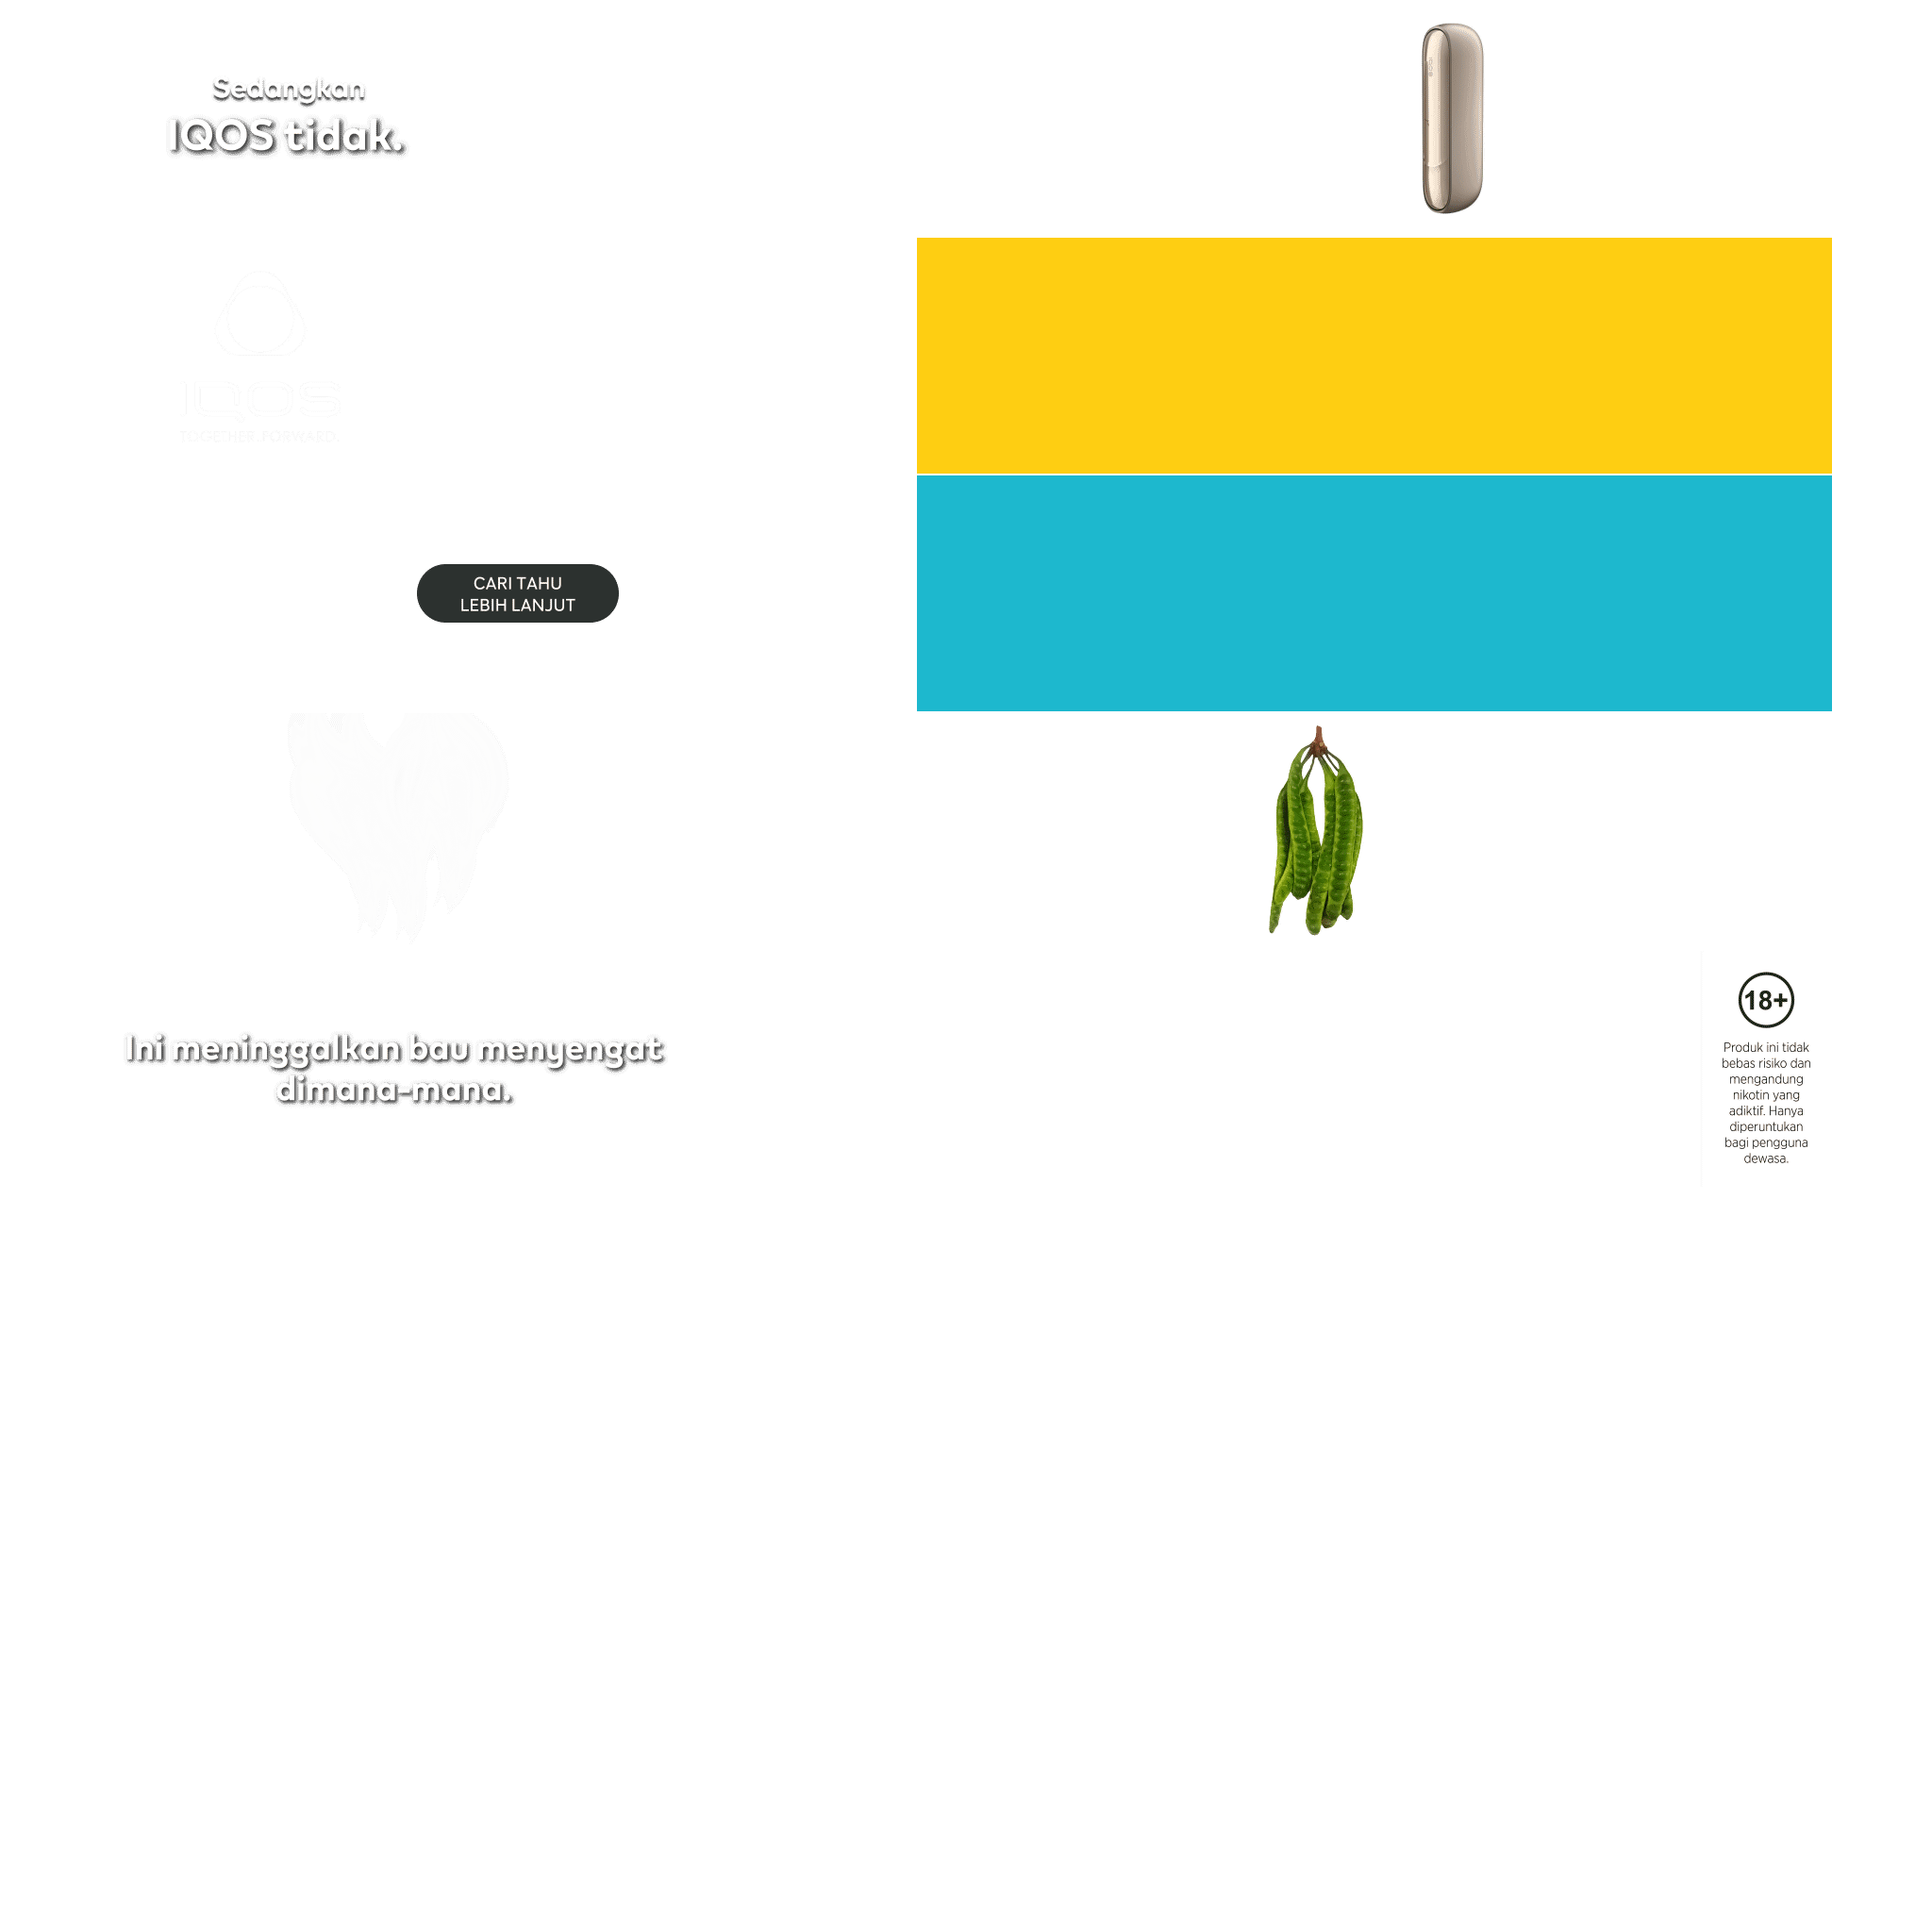 Sedangkan
IQOS tidak.
IQOS
TOGETHER. FORWARD.
CARI TAHU
LEBIH LANJUT
Ini meninggalkan bau menyengat
dimana-mana.
18+
Produk ini tidak
bebas risiko dan
mengandung
nikotin yang
adiktif. Hanya
diperuntukan
bagi pengguna
dewasa.